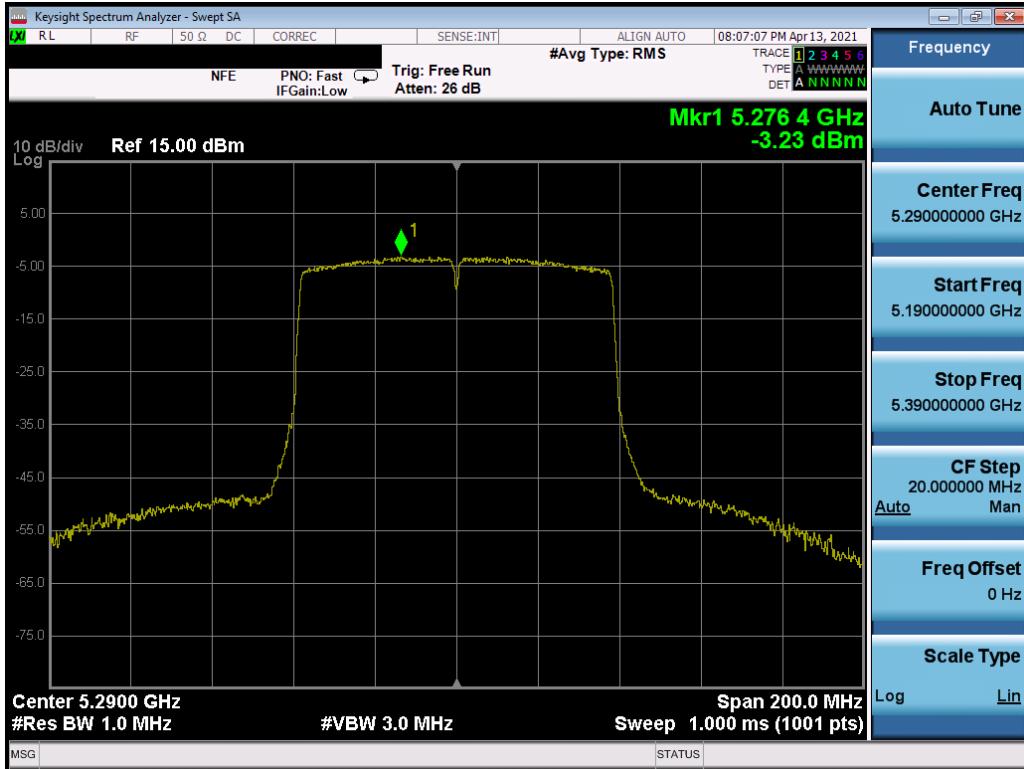 Keysight Spectrum Analyzer - Swept SA
LXI RL RF 50 Ω DC CORREC SENSE:INT ALIGN AUTO 08:07:07 PM Apr 13, 2021
NFE PNO: Fast IFGain:Low
Trig: Free Run
Atten: 26 dB
#Avg Type: RMS
TRACE 1 2 3 4 5 6
TYPE A WWWWW
DET A N N N N N
Mkr1 5.276 4 GHz
-3.23 dBm
10 dB/div Ref 15.00 dBm
Log
1
5.00
-5.00
-15.0
-25.0
-35.0
-45.0
-55.0
-65.0
-75.0
Center 5.2900 GHz Span 200.0 MHz
#Res BW 1.0 MHz #VBW 3.0 MHz Sweep 1.000 ms (1001 pts)
MSG STATUS
Frequency
Auto Tune
Center Freq
5.290000000 GHz
Start Freq
5.190000000 GHz
Stop Freq
5.390000000 GHz
CF Step
20.000000 MHz
Auto Man
Freq Offset
0 Hz
Scale Type
Log Lin